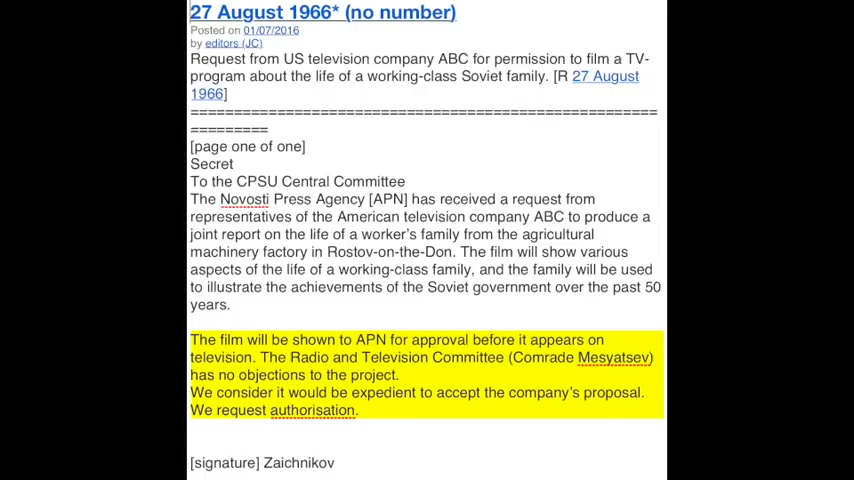 27 August 1966* (no number)
Posted on 01/07/2016
by editors (JC)
Request from US television company ABC for permission to film a TV-
program about the life of a working-class Soviet family. [R 27 August
1966]
======================================================
=========
[page one of one]
Secret
To the CPSU Central Committee
The Novosti Press Agency [APN] has received a request from
representatives of the American television company ABC to produce a
joint report on the life of a worker's family from the agricultural
machinery factory in Rostov-on-the-Don. The film will show various
aspects of the life of a working-class family, and the family will be used
to illustrate the achievements of the Soviet government over the past 50
years.
The film will be shown to APN for approval before it appears on
television. The Radio and Television Committee (Comrade Mesyatsev)
has no objections to the project.
We consider it would be expedient to accept the company's proposal.
We request authorisation.
[signature] Zaichnikov